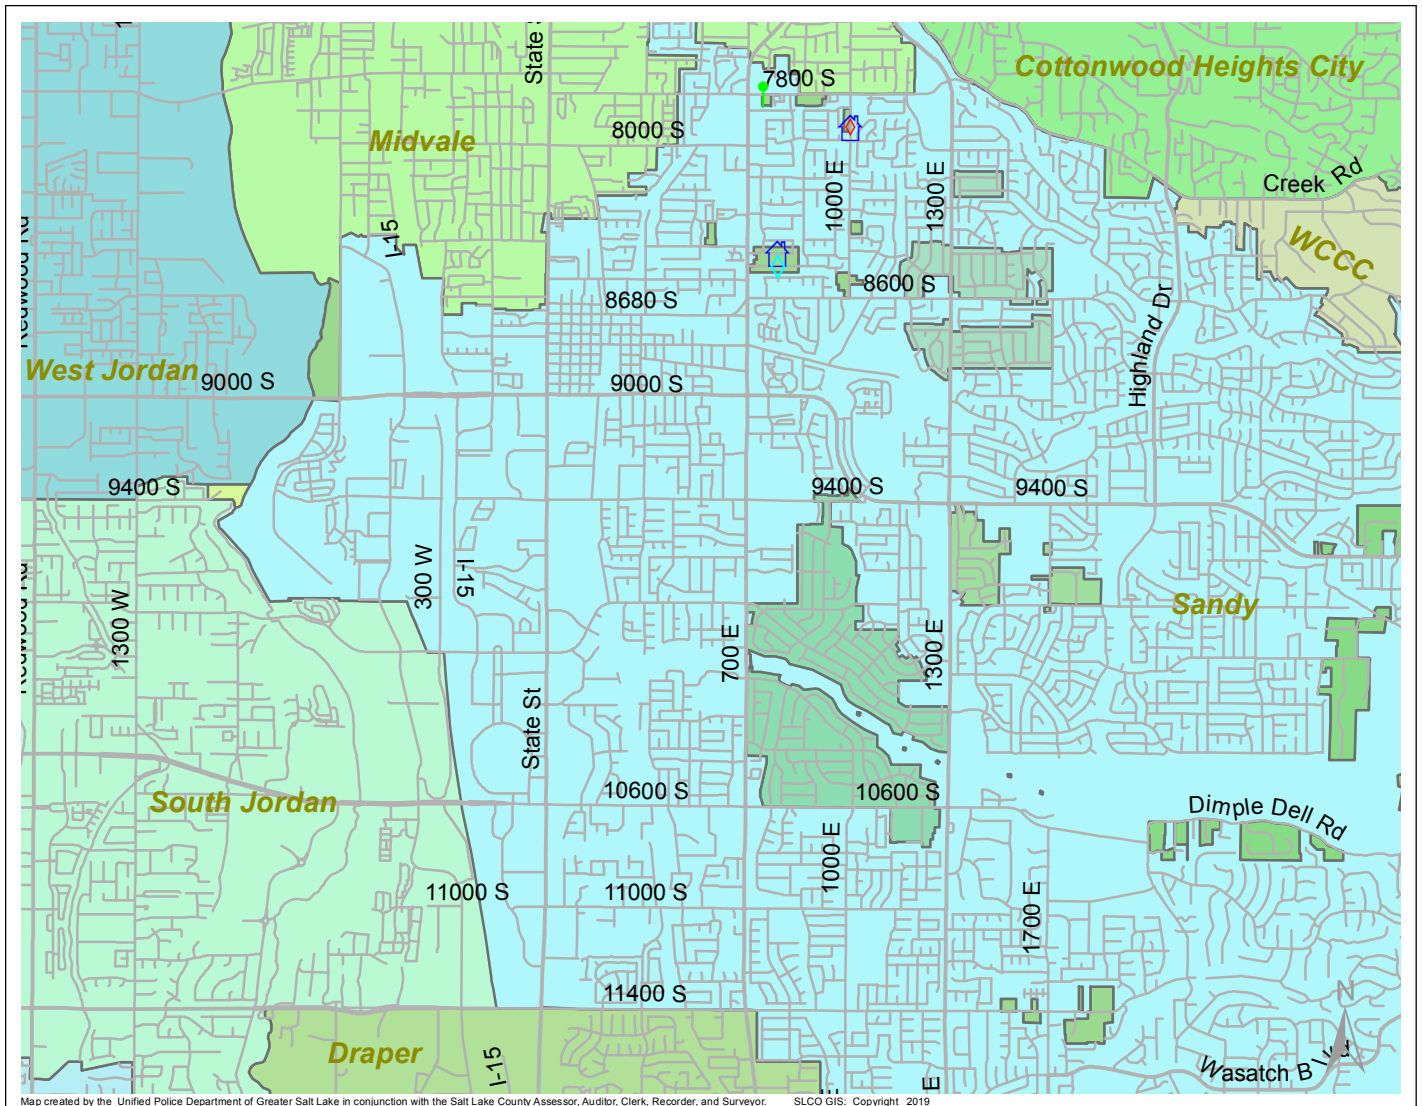 State S
7800 S
Cottonwood Heights City
Midvale
8000 S
Creek Rd
1000 E
1300 E
I-15
WCCC
8600 S
8680 S
Highland Dr
West Jordan
9000 S
9000 S
9400 S
9400 S
9400 S
300 W
I-15
1300 W
Sandy
700 E
1300 E
State St
10600 S
10600 S
South Jordan
Dimple Dell Rd
1000 E
11000 S
11000 S
1700 E
11400 S
N
Draper
I-15
E
Wasatch Blvd
Map created by the Unified Police Department of Greater Salt Lake in conjunction with the Salt Lake County Assessor, Auditor, Clerk, Recorder, and Surveyor. SLCO GIS: Copyright 2019